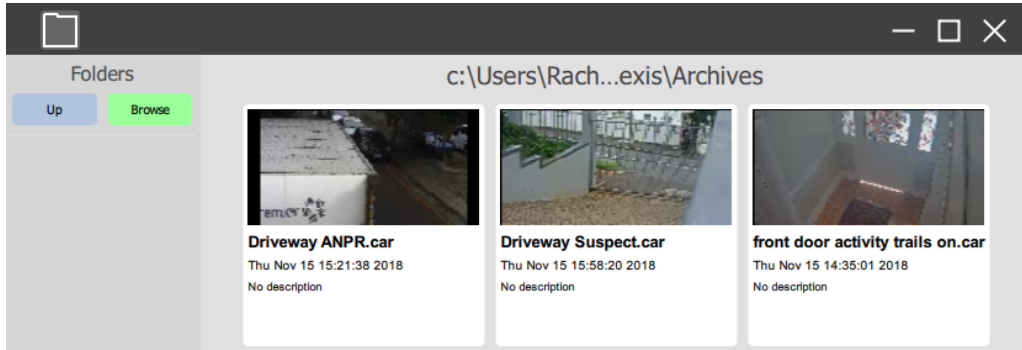 Folders
Up
Browse
c:\Users\Rach...exis\Archives
Driveway ANPR.car
Thu Nov 15 15:21:38 2018
No description
Driveway Suspect.car
Thu Nov 15 15:58:20 2018
No description
front door activity trails on.car
Thu Nov 15 14:35:01 2018
No description